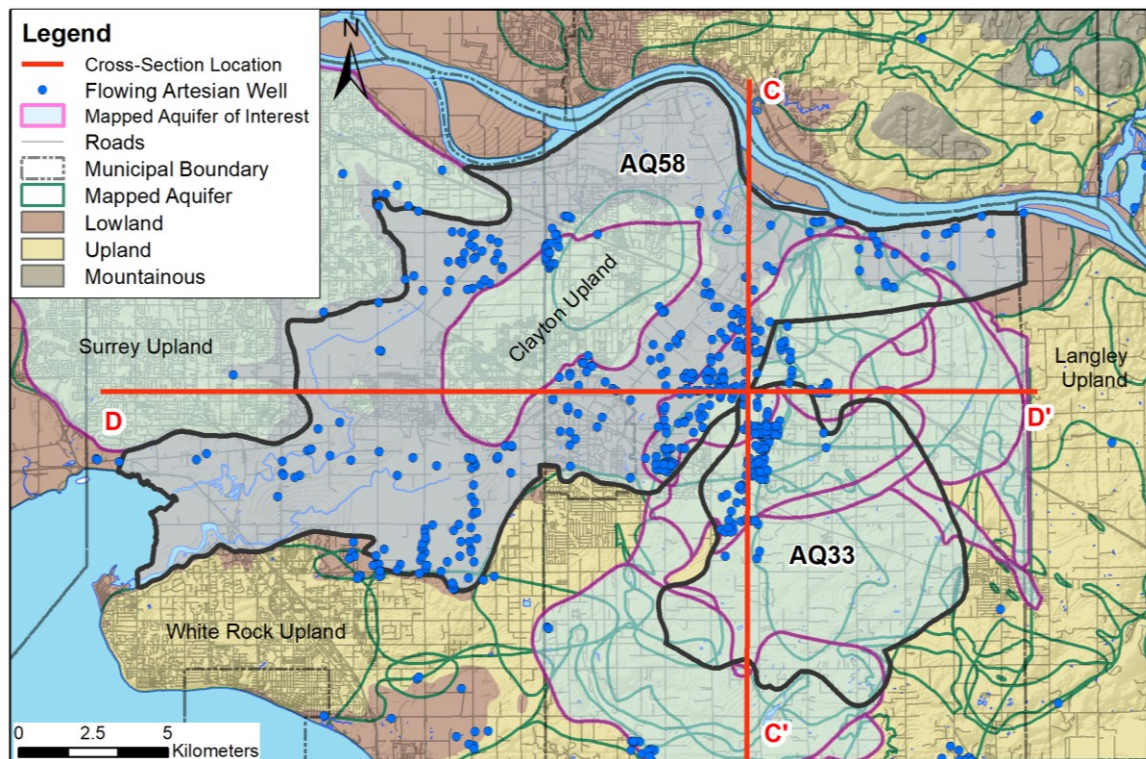 Legend
Cross-Section Location
Flowing Artesian Well
Mapped Aquifer of Interest
Roads
Municipal Boundary
Mapped Aquifer
Lowland
Upland
Mountainous
N
C
AQ58
Clayton Upland
Surrey Upland
Langley
Upland
D
D'
AQ33
White Rock Upland
C'
0 2.5 5
Kilometers